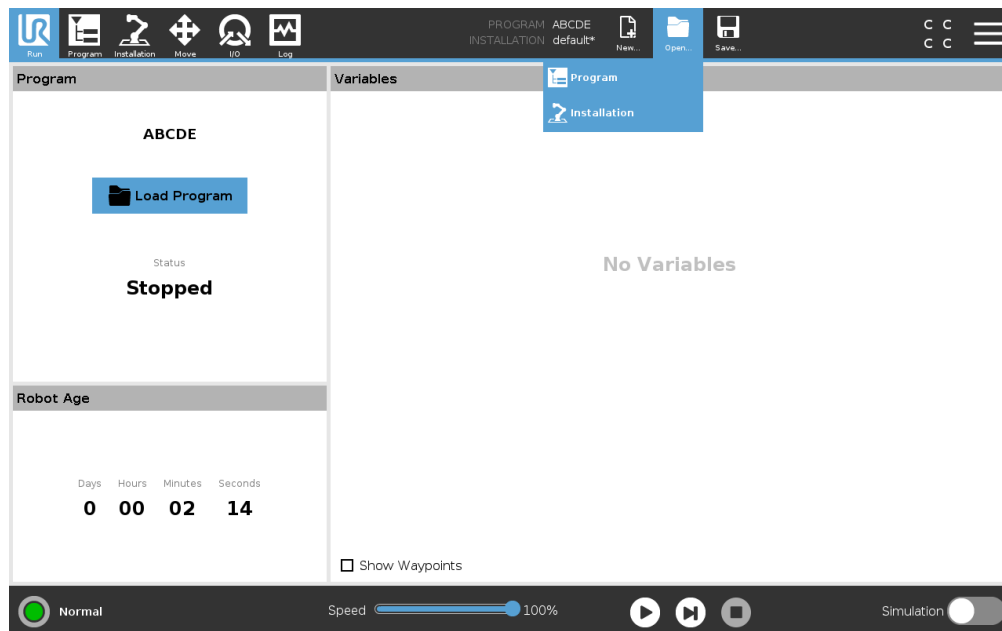 UR
Run
Program
Installation
Move
I/O
Log
PROGRAM ABCDE
INSTALLATION default*
New...
Open...
Save...
C C
C C
Program
Installation
Program
ABCDE
Load Program
Status
Stopped
Variables
No Variables
Show Waypoints
Robot Age
Days Hours Minutes Seconds
0 00 02 14
Normal
Speed 100%
Simulation